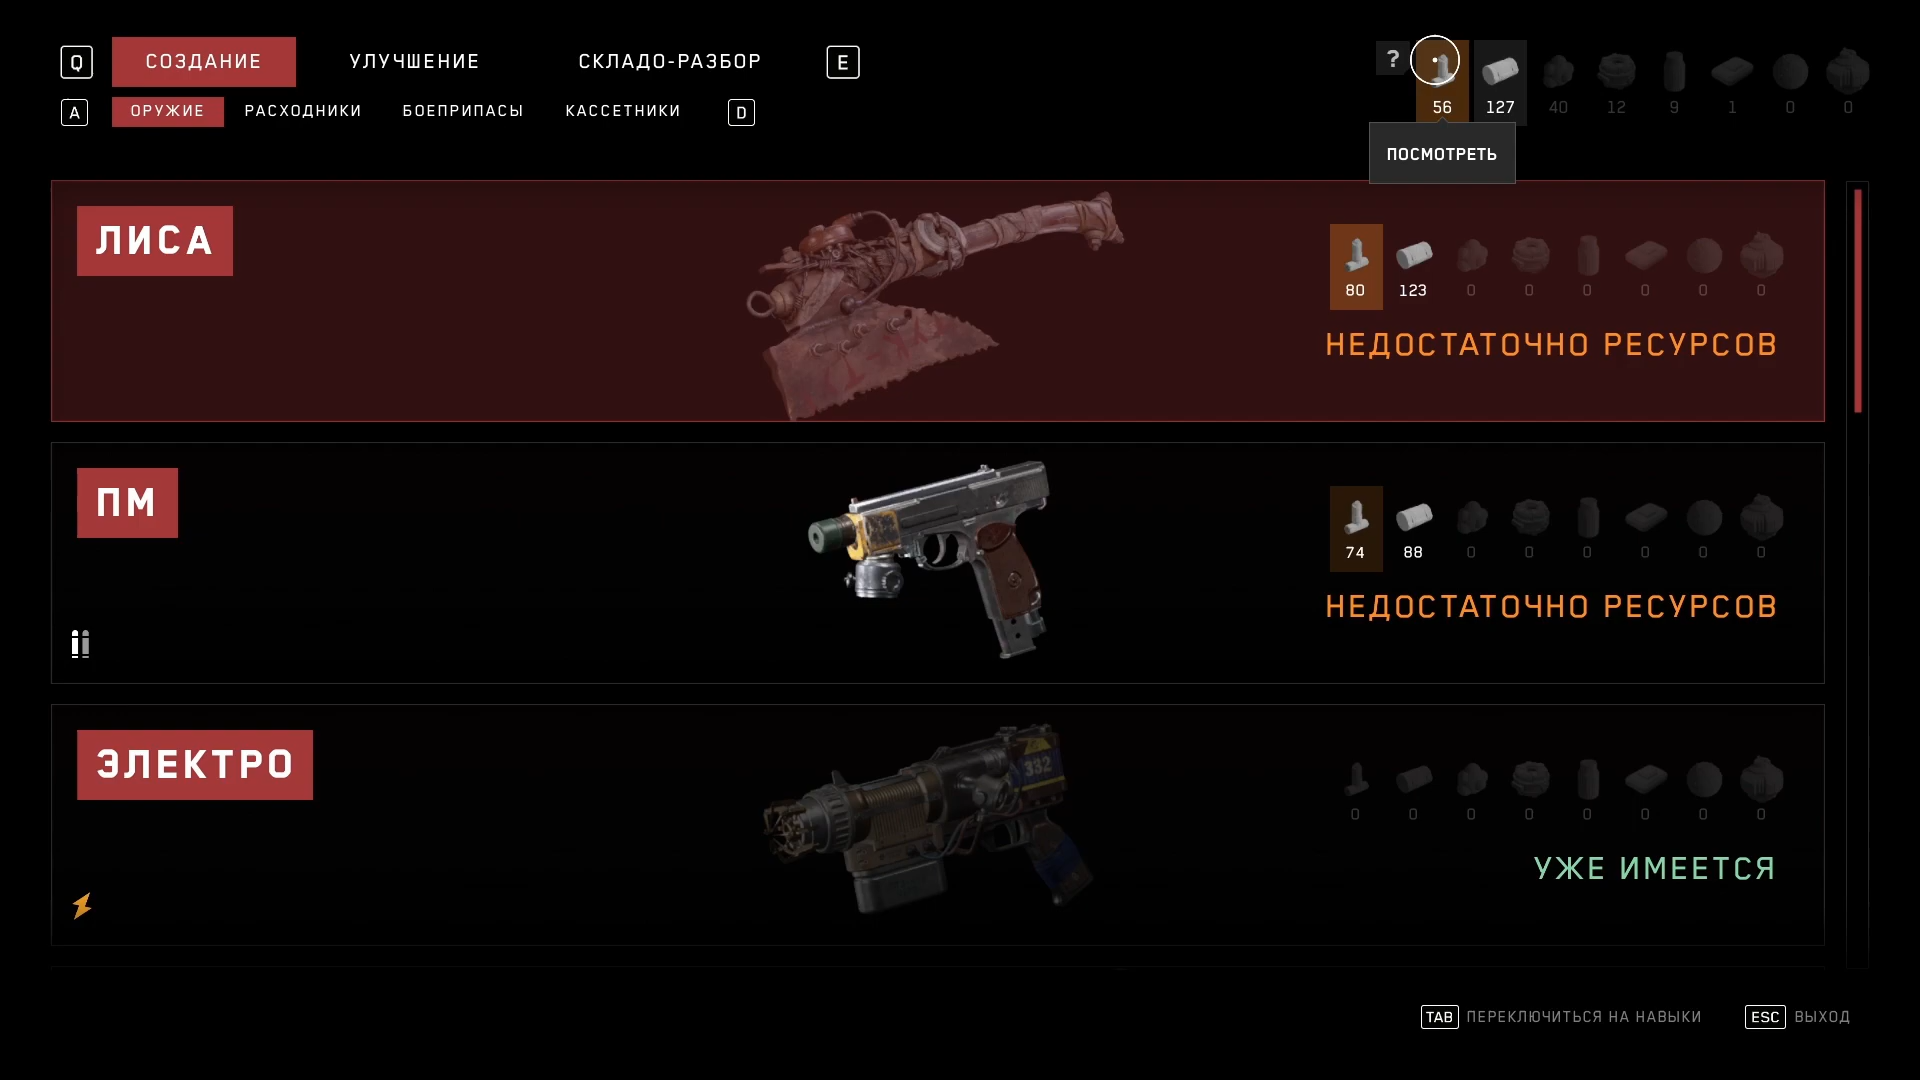 Q СОЗДАНИЕ УЛУЧШЕНИЕ СКЛАДО-РАЗБОР E
A ОРУЖИЕ РАСХОДНИКИ БОЕПРИПАСЫ КАССЕТНИКИ D
?
56 127 40 12 9 1 0 0
ПОСМОТРЕТЬ
ЛИСА
80 123 0 0 0 0 0 0
НЕДОСТАТОЧНО РЕСУРСОВ
ПМ
74 88 0 0 0 0 0 0
НЕДОСТАТОЧНО РЕСУРСОВ
ЭЛЕКТРО
332
0 0 0 0 0 0 0 0
УЖЕ ИМЕЕТСЯ
TAB ПЕРЕКЛЮЧИТЬСЯ НА НАВЫКИ ESC ВЫХОД